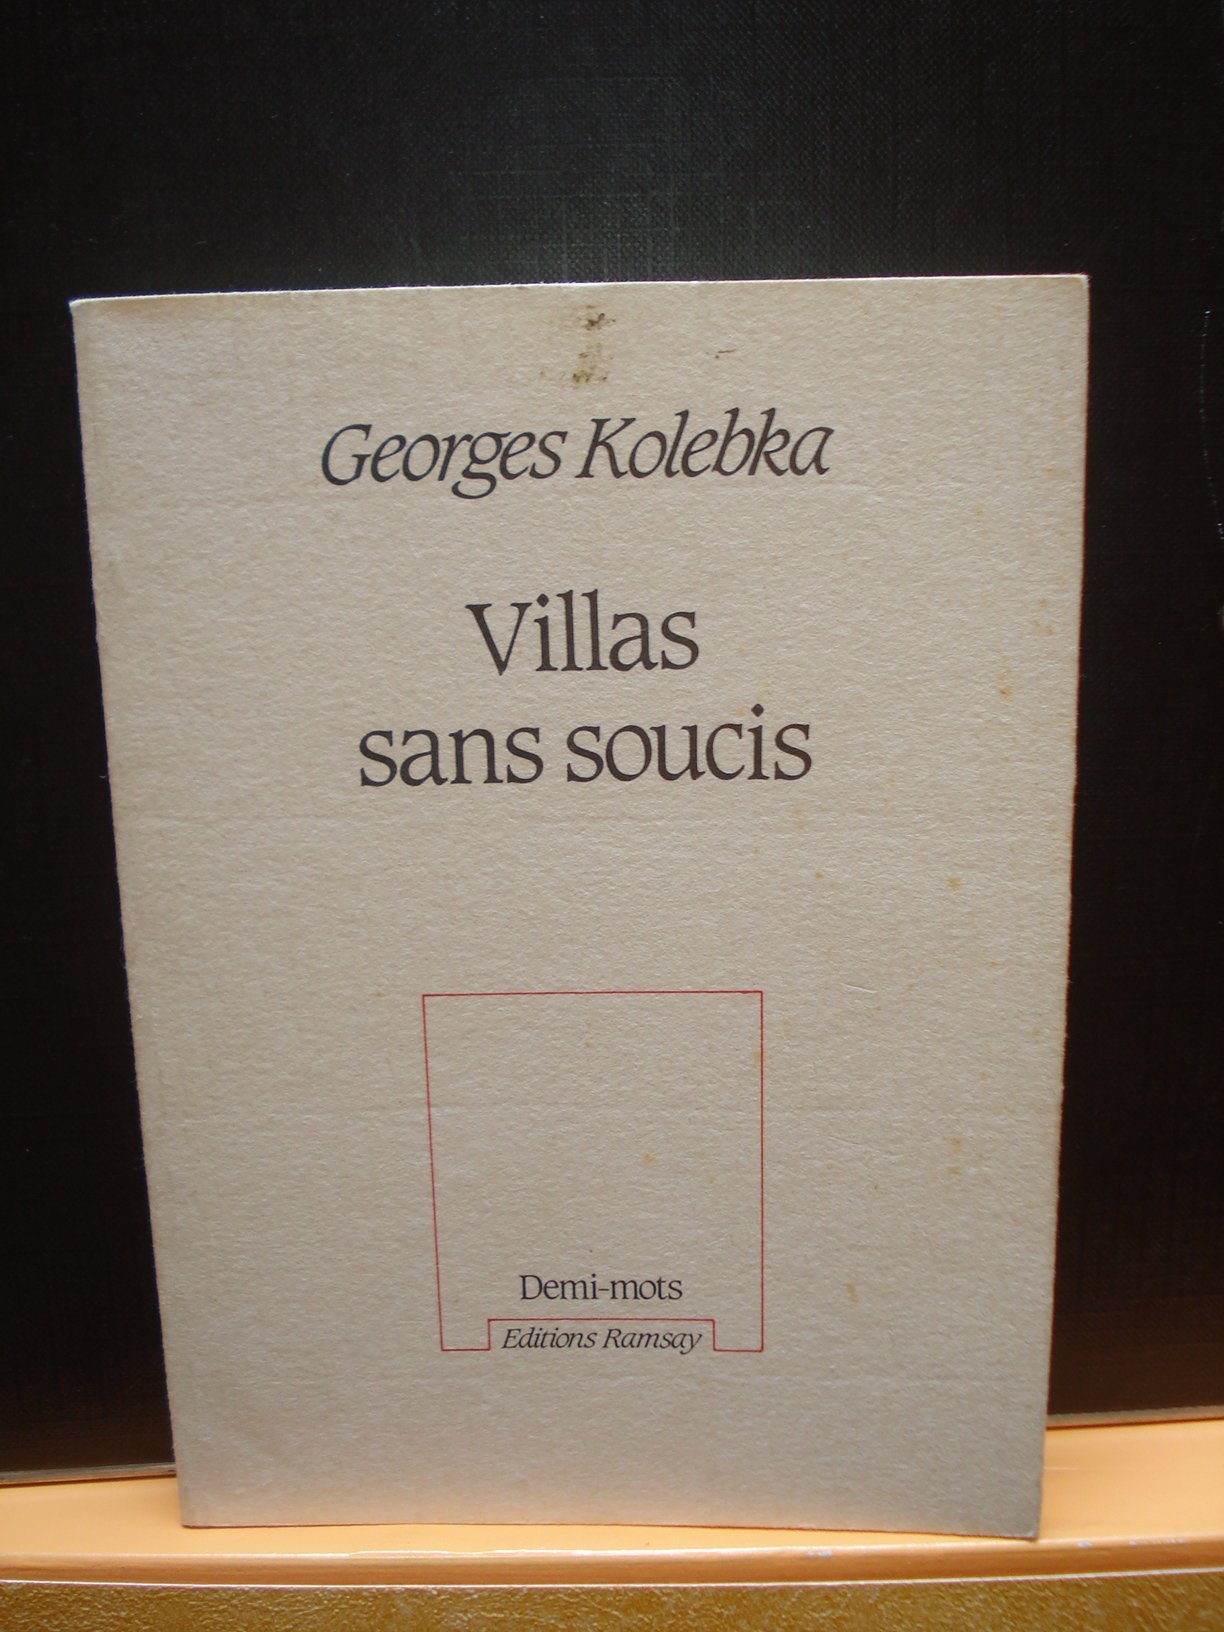 Georges Kolebka
Villas
sans soucis
Demi-mots
Editions Ramsay